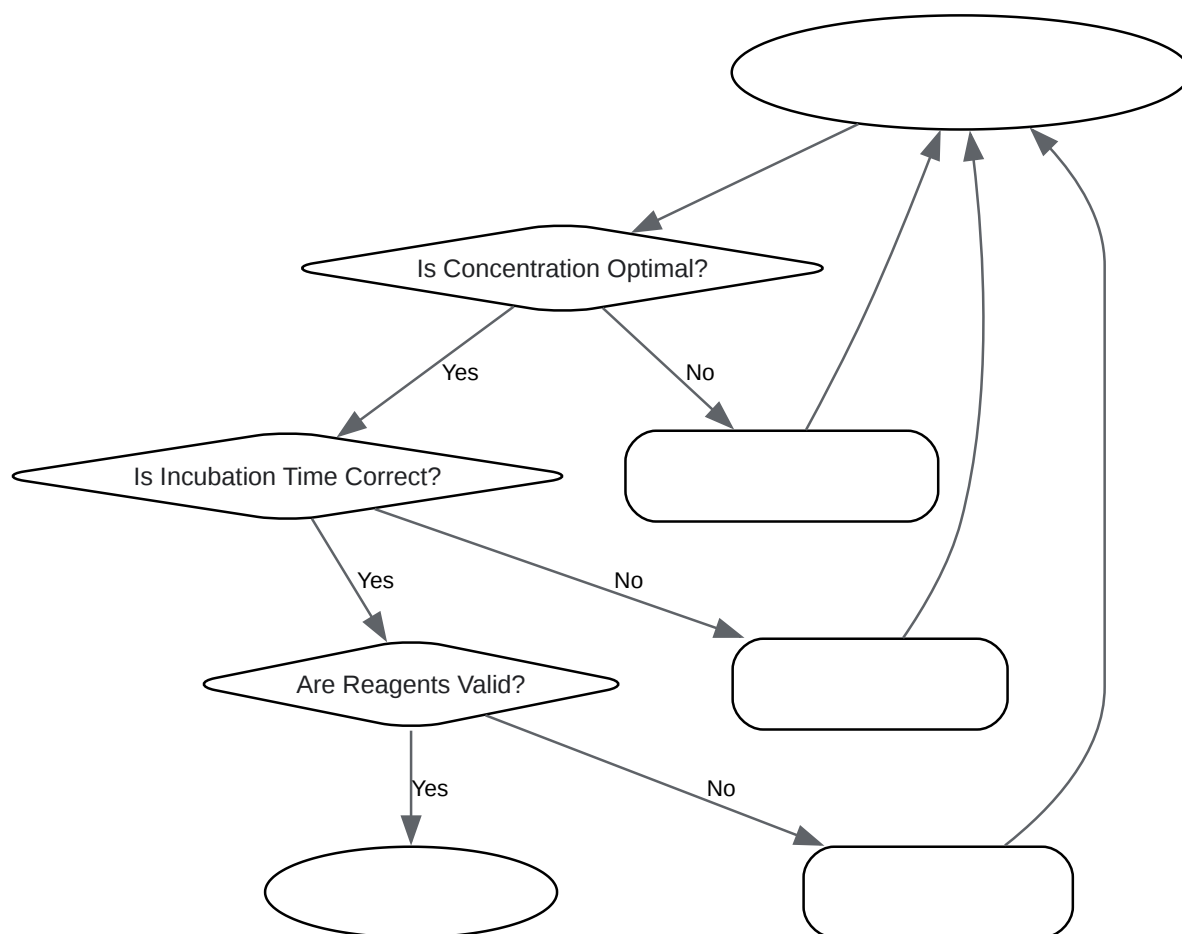 Is Concentration Optimal?
Yes
No
Is Incubation Time Correct?
Yes
No
Are Reagents Valid?
Yes
No